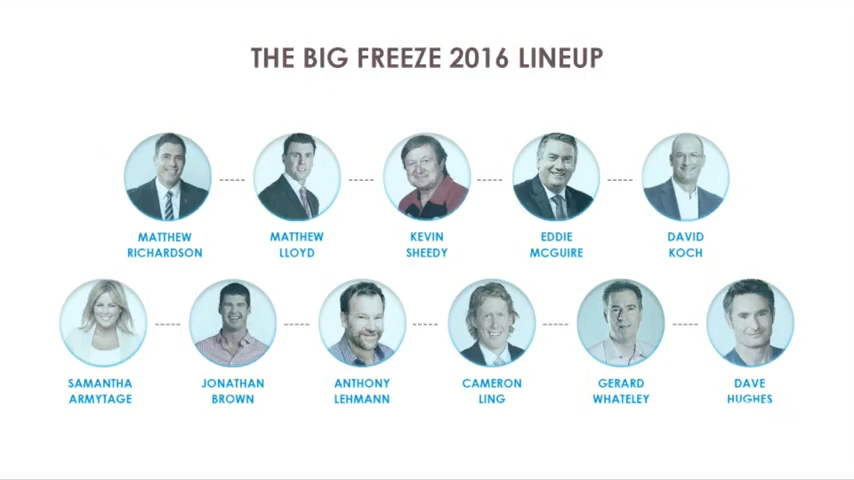 THE BIG FREEZE 2016 LINEUP
MATTHEW
RICHARDSON
MATTHEW
LLOYD
KEVIN
SHEEDY
EDDIE
MCGUIRE
DAVID
KOCH
SAMANTHA
ARMYTAGE
JONATHAN
BROWN
ANTHONY
LEHMANN
CAMERON
LING
GERARD
WHATELEY
DAVE
HUGHES